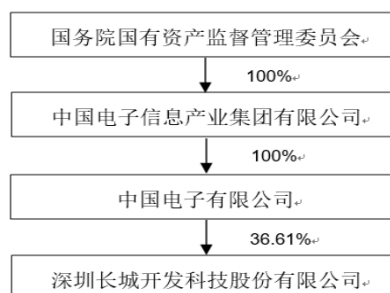 国务院国有资产监督管理委员会
100%
中国电子信息产业集团有限公司
100%
中国电子有限公司
36.61%
深圳长城开发科技股份有限公司